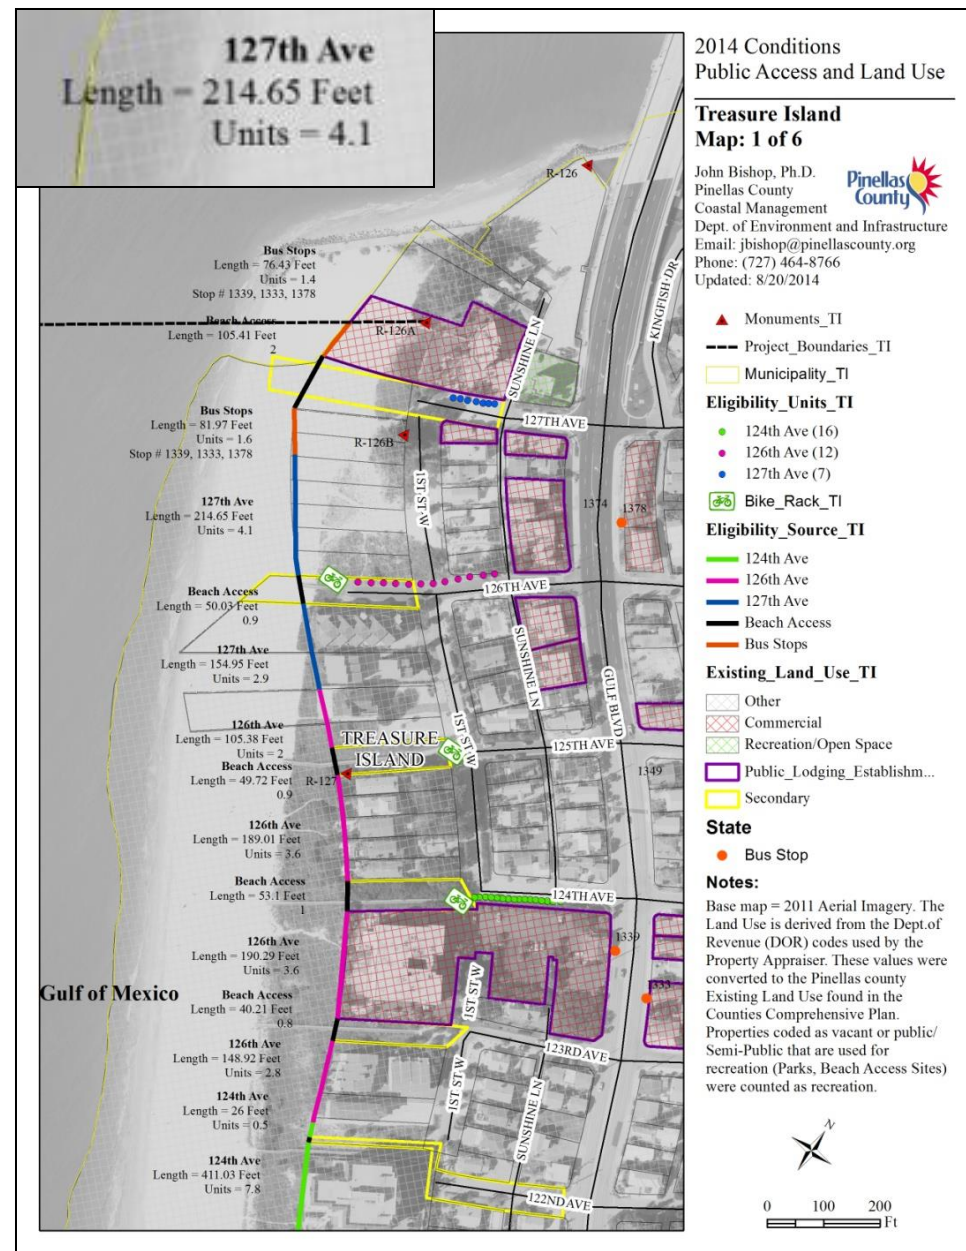 127th Ave
Length = 214.65 Feet
Units = 4.1
2014 Conditions
Public Access and Land Use
Treasure Island
Map: 1 of 6
John Bishop, Ph.D.
Pinellas County
Coastal Management
Dept. of Environment and Infrastructure
Email: jbishop@pinellascounty.org
Phone: (727) 464-8766
Updated: 8/20/2014
Pinellas
County
Monuments_TI
Project_Boundaries_TI
Municipality_TI
Eligibility_Units_TI
124th Ave (16)
126th Ave (12)
127th Ave (7)
Bike_Rack_TI
Eligibility_Source_TI
124th Ave
126th Ave
127th Ave
Beach Access
Bus Stops
Existing_Land_Use_TI
Other
Commercial
Recreation/Open Space
Public_Lodging_Establishm...
Secondary
State
Bus Stop
Notes:
Base map = 2011 Aerial Imagery. The
Land Use is derived from the Dept.of
Revenue (DOR) codes used by the
Property Appraiser. These values were
converted to the Pinellas county
Existing Land Use found in the
Counties Comprehensive Plan.
Properties coded as vacant or public/
Semi-Public that are used for
recreation (Parks, Beach Access Sites)
were counted as recreation.
N
0 100 200
Ft
R-126
Bus Stops
Length = 76.43 Feet
Units = 1.4
Stop # 1339, 1333, 1378
Beach Access
Length = 105.41 Feet
2
R-126A
SUNSHINE LN
KINGFISH DR
127TH AVE
Bus Stops
Length = 81.97 Feet
Units = 1.6
Stop # 1339, 1333, 1378
R-126B
1ST ST W
1374
1378
127th Ave
Length = 214.65 Feet
Units = 4.1
126TH AVE
Beach Access
Length = 50.03 Feet
0.9
SUNSHINE LN
127th Ave
Length = 154.95 Feet
Units = 2.9
GULF BLVD
126th Ave
Length = 105.38 Feet
Units = 2
TREASURE
ISLAND
1ST ST W
125TH AVE
Beach Access
Length = 49.72 Feet
0.9
R-127
1349
126th Ave
Length = 189.01 Feet
Units = 3.6
Beach Access
Length = 53.1 Feet
1
124TH AVE
126th Ave
Length = 190.29 Feet
Units = 3.6
1339
1ST ST W
1333
Gulf of Mexico
Beach Access
Length = 40.21 Feet
0.8
126th Ave
Length = 148.92 Feet
Units = 2.8
123RD AVE
1ST ST W
SUNSHINE LN
124th Ave
Length = 26 Feet
Units = 0.5
124th Ave
Length = 411.03 Feet
Units = 7.8
122ND AVE